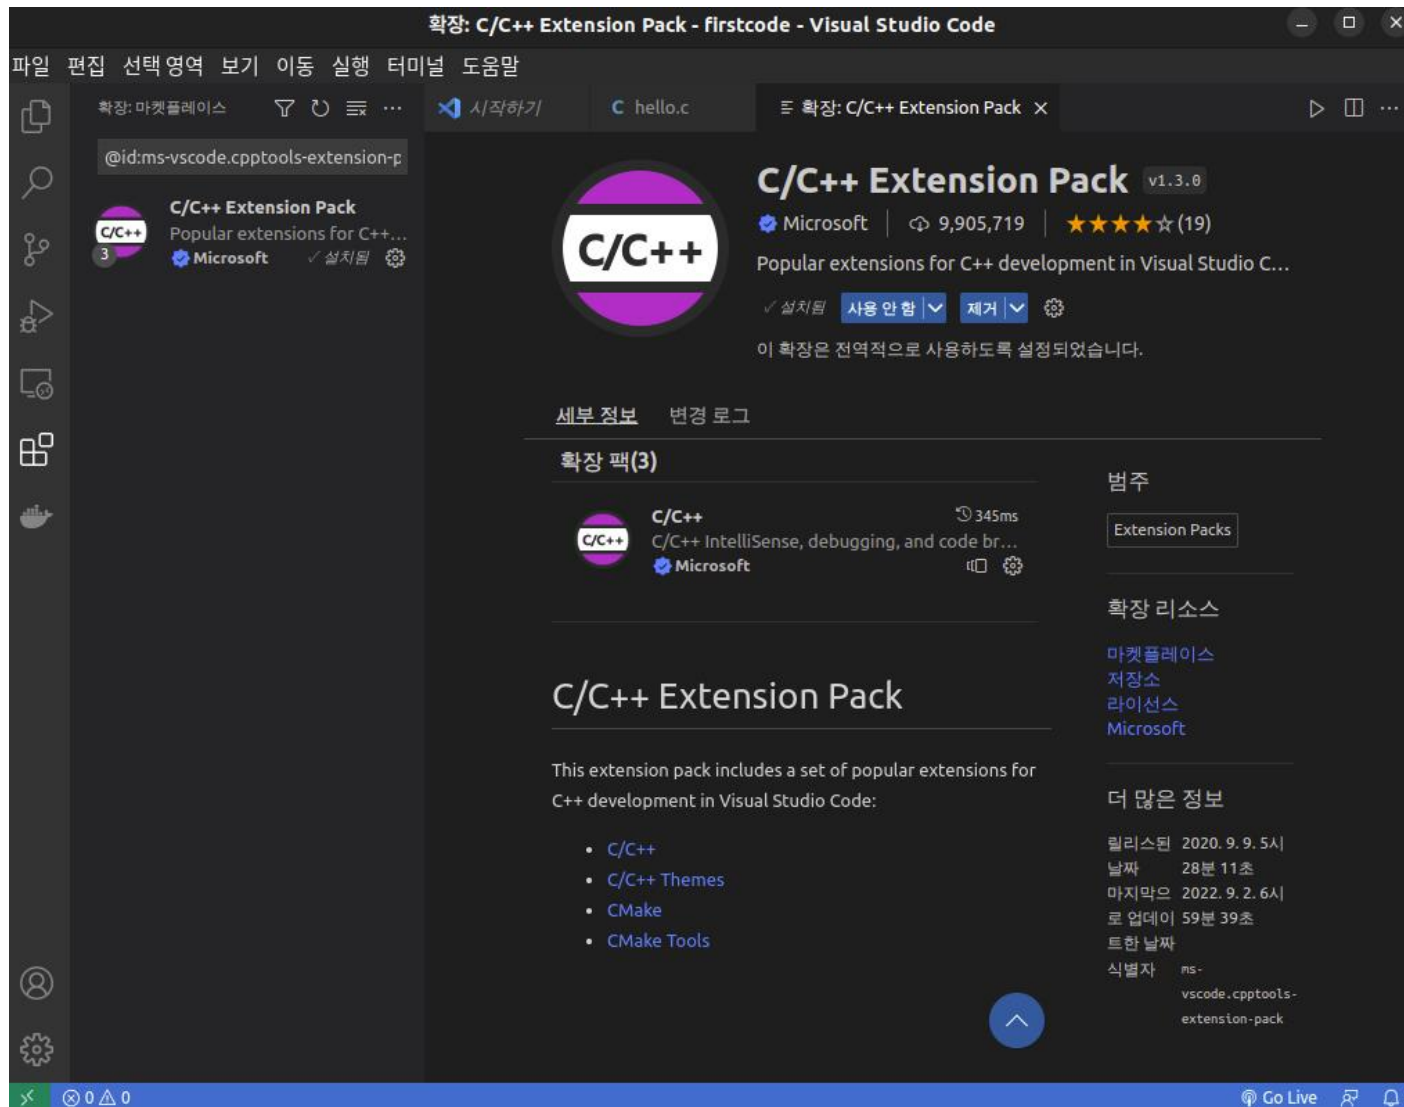 확장: C/C++ Extension Pack - firstcode - Visual Studio Code
파일 편집 선택 영역 보기 이동 실행 터미널 도움말
확장: 마켓플레이스
시작하기
C hello.c
확장: C/C++ Extension Pack
@id:ms-vscode.cpptools-extension-p
C/C++
3
C/C++ Extension Pack
Popular extensions for C++...
Microsoft
✓ 설치됨
C/C++
C/C++ Extension Pack v1.3.0
Microsoft 9,905,719 ★★★★☆(19)
Popular extensions for C++ development in Visual Studio C...
✓ 설치됨 사용 안 함 제거
이 확장은 전역적으로 사용하도록 설정되었습니다.
세부 정보 변경 로그
확장 팩(3)
C/C++
C/C++ 345ms
C/C++ IntelliSense, debugging, and code br...
Microsoft
C/C++ Extension Pack
This extension pack includes a set of popular extensions for
C++ development in Visual Studio Code:
• C/C++
• C/C++ Themes
• CMake
• CMake Tools
범주
Extension Packs
확장 리소스
마켓플레이스
저장소
라이선스
Microsoft
더 많은 정보
릴리스된 2020. 9. 9. 5시
날짜 28분 11초
마지막으 2022. 9. 2. 6시
로 업데이 59분 39초
트한 날짜
식별자 ms-
vscode.cpptools-
extension-pack
0 0
Go Live